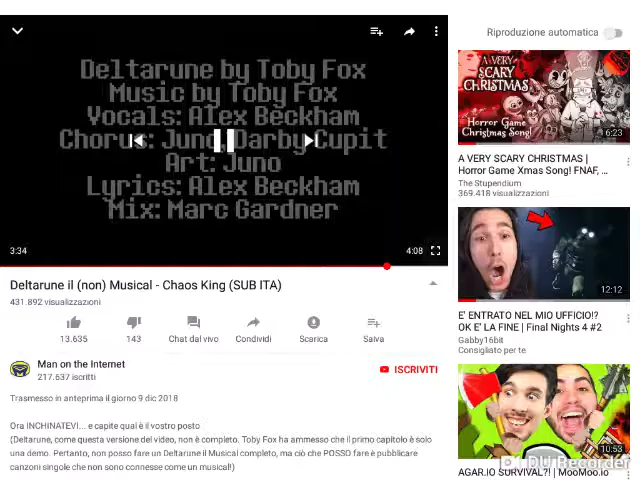 Deltarune by Toby Fox
Music by Toby Fox
Vocals: Alex Beckham
Chorus: Juno, Darby Cupit
Art: Juno
Lyrics: Alex Beckham
Mix: Marc Gardner
3:34
4:08
Deltarune il (non) Musical - Chaos King (SUB ITA)
431.892 visualizzazioni
13.635
143
Chat dal vivo
Condividi
Scarica
Salva
Man on the Internet
217.637 iscritti
ISCRIVITI
Trasmesso in anteprima il giorno 9 dic 2018
Ora INCHINATEVI... e capite qual è il vostro posto
(Deltarune, come questa versione del video, non è completo. Toby Fox ha ammesso che il primo capitolo è solo
una demo. Pertanto, non posso fare un Deltarune il Musical completo, ma ciò che POSSO fare è pubblicare
canzoni singole che non sono connesse come un musical!)
Riproduzione automatica
A VERY
SCARY
CHRISTMAS
Horror Game
Christmas Song!
6:23
A VERY SCARY CHRISTMAS |
Horror Game Xmas Song! FNAF, ...
The Stupendium
369.418 visualizzazioni
12:12
E' ENTRATO NEL MIO UFFICIO!?
OK E' LA FINE | Final Nights 4 #2
Gabby16bit
Consigliato per te
10:53
DU Recorder
AGAR.IO SURVIVAL?! | MooMoo.io